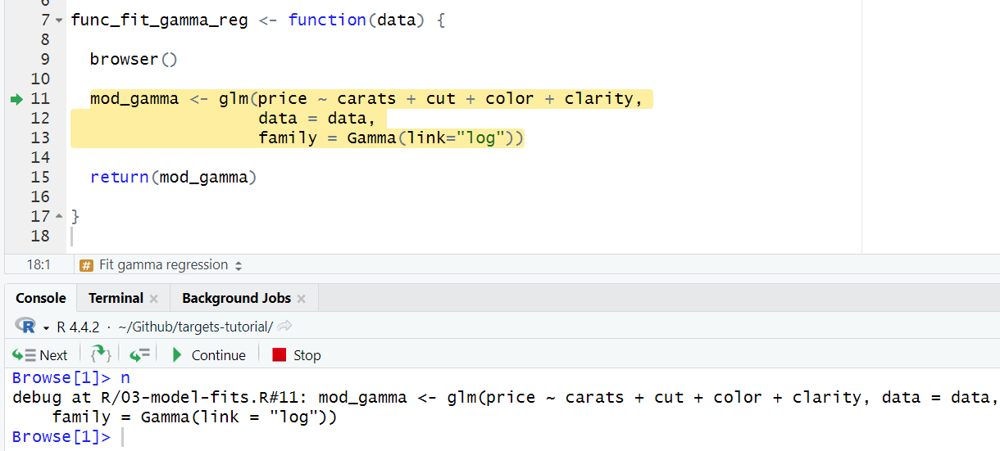 6
7 func_fit_gamma_reg <- function(data) {
8
9 browser()
10
11 mod_gamma <- glm(price ~ carats + cut + color + clarity,
12 data = data,
13 family = Gamma(link="log"))
14
15 return(mod_gamma)
16
17 }
18
18:1 # Fit gamma regression
Console Terminal Background Jobs
R R 4.4.2 · ~/Github/targets-tutorial/
Next {} Continue Stop
Browse[1]> n
debug at R/03-model-fits.R#11: mod_gamma <- glm(price ~ carats + cut + color + clarity, data = data,
family = Gamma(link = "log"))
Browse[1]>